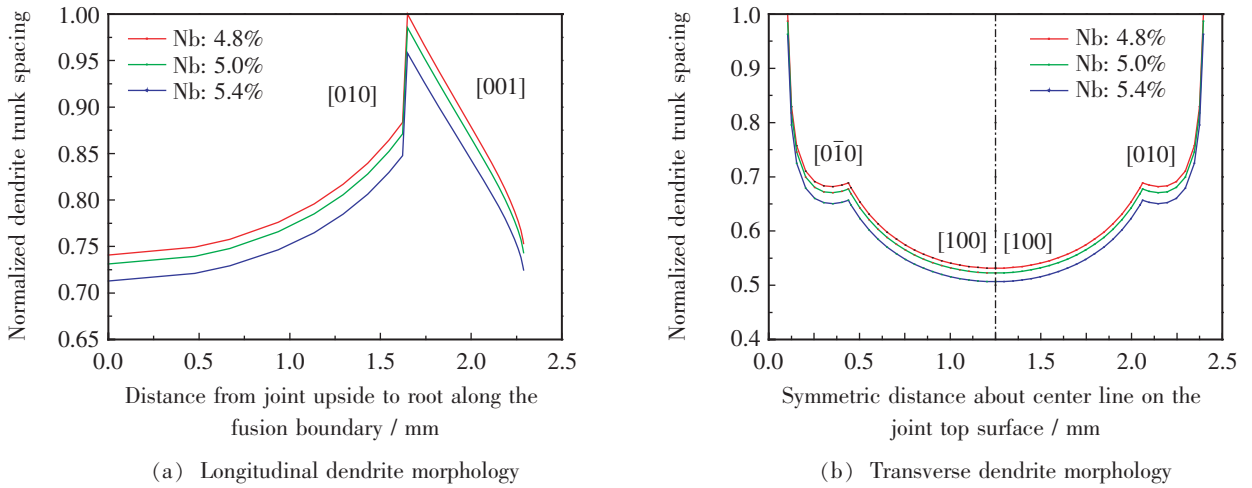 Normalized dendrite trunk spacing
1.00
0.95
0.90
0.85
0.80
0.75
0.70
0.65
Nb: 4.8%
Nb: 5.0%
Nb: 5.4%
[010]
[001]
0.0
0.5
1.0
1.5
2.0
2.5
Distance from joint upside to root along the
fusion boundary / mm
(a) Longitudinal dendrite morphology
Normalized dendrite trunk spacing
1.0
0.9
0.8
0.7
0.6
0.5
0.4
Nb: 4.8%
Nb: 5.0%
Nb: 5.4%
[01̄0]
[010]
[100]
[100]
0.0
0.5
1.0
1.5
2.0
2.5
Symmetric distance about center line on the
joint top surface / mm
(b) Transverse dendrite morphology